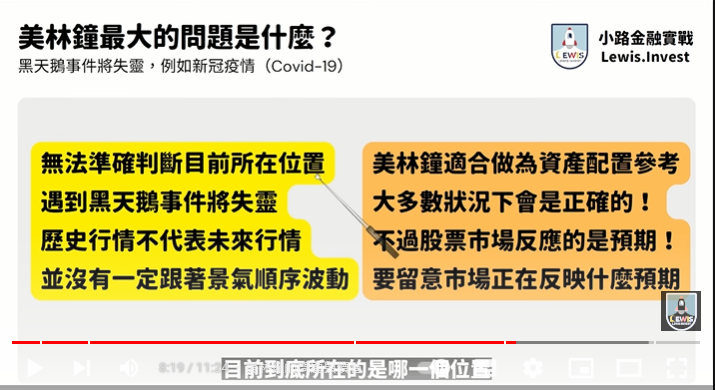 美林鐘最大的問題是什麼？
黑天鵝事件將失靈，例如新冠疫情（Covid-19）
小路金融實戰
Lewis.Invest
LEWIS
無法準確判斷目前所在位置
遇到黑天鵝事件將失靈
歷史行情不代表未來行情
並沒有一定跟著景氣順序波動
美林鐘適合做為資產配置參考
大多數狀況下會是正確的！
不過股票市場反應的是預期！
要留意市場正在反映什麼預期
LEWIS
8:19 / 11:24
目前到底所在的是哪一個位置